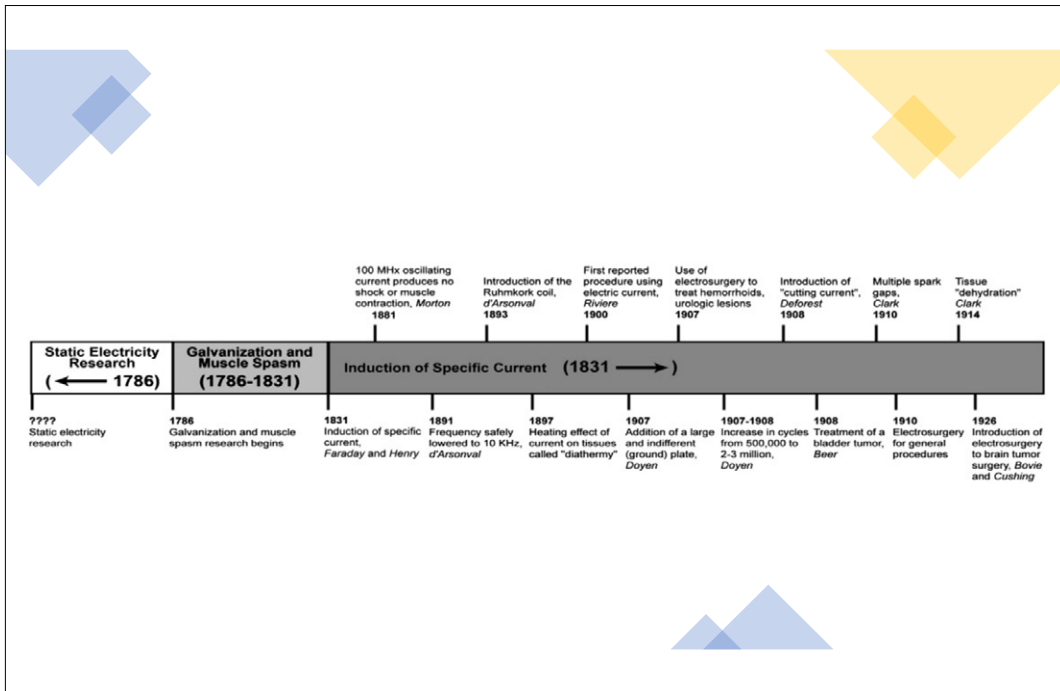 100 MHx oscillating
current produces no
shock or muscle
contraction, Morton
1881
Introduction of the
Ruhmkork coil,
d'Arsonval
1893
First reported
procedure using
electric current,
Riviere
1900
Use of
electrosurgery to
treat hemorrhoids,
urologic lesions
1907
Introduction of
"cutting current",
Deforest
1908
Multiple spark
gaps,
Clark
1910
Tissue
"dehydration"
Clark
1914
Static Electricity
Research
( ← 1786)
Galvanization and
Muscle Spasm
(1786-1831)
Induction of Specific Current (1831 → )
????
Static electricity
research
1786
Galvanization and muscle
spasm research begins
1831
Induction of specific
current,
Faraday and Henry
1891
Frequency safely
lowered to 10 KHz,
d'Arsonval
1897
Heating effect of
current on tissues
called "diathermy"
1907
Addition of a large
and indifferent
(ground) plate,
Doyen
1907-1908
Increase in cycles
from 500,000 to
2-3 million,
Doyen
1908
Treatment of a
bladder tumor,
Beer
1910
Electrosurgery
for general
procedures
1926
Introduction of
electrosurgery
to brain tumor
surgery, Bovie
and Cushing